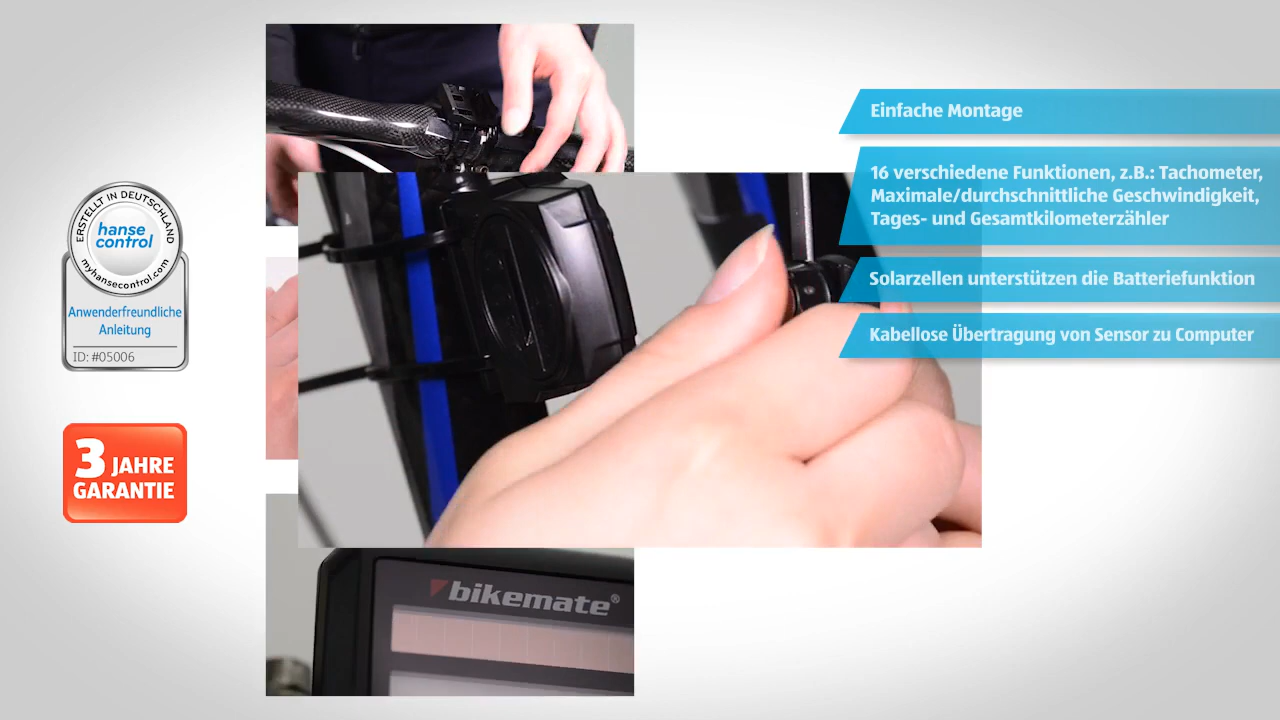 ERSTELLT IN DEUTSCHLAND
hanse
control
myhansecontrol.com
Anwenderfreundliche
Anleitung
ID: #05006
3 JAHRE
GARANTIE
bikemate®
Einfache Montage
16 verschiedene Funktionen, z.B.: Tachometer,
Maximale/durchschnittliche Geschwindigkeit,
Tages- und Gesamtkilometerzähler
Solarzellen unterstützen die Batteriefunktion
Kabellose Übertragung von Sensor zu Computer